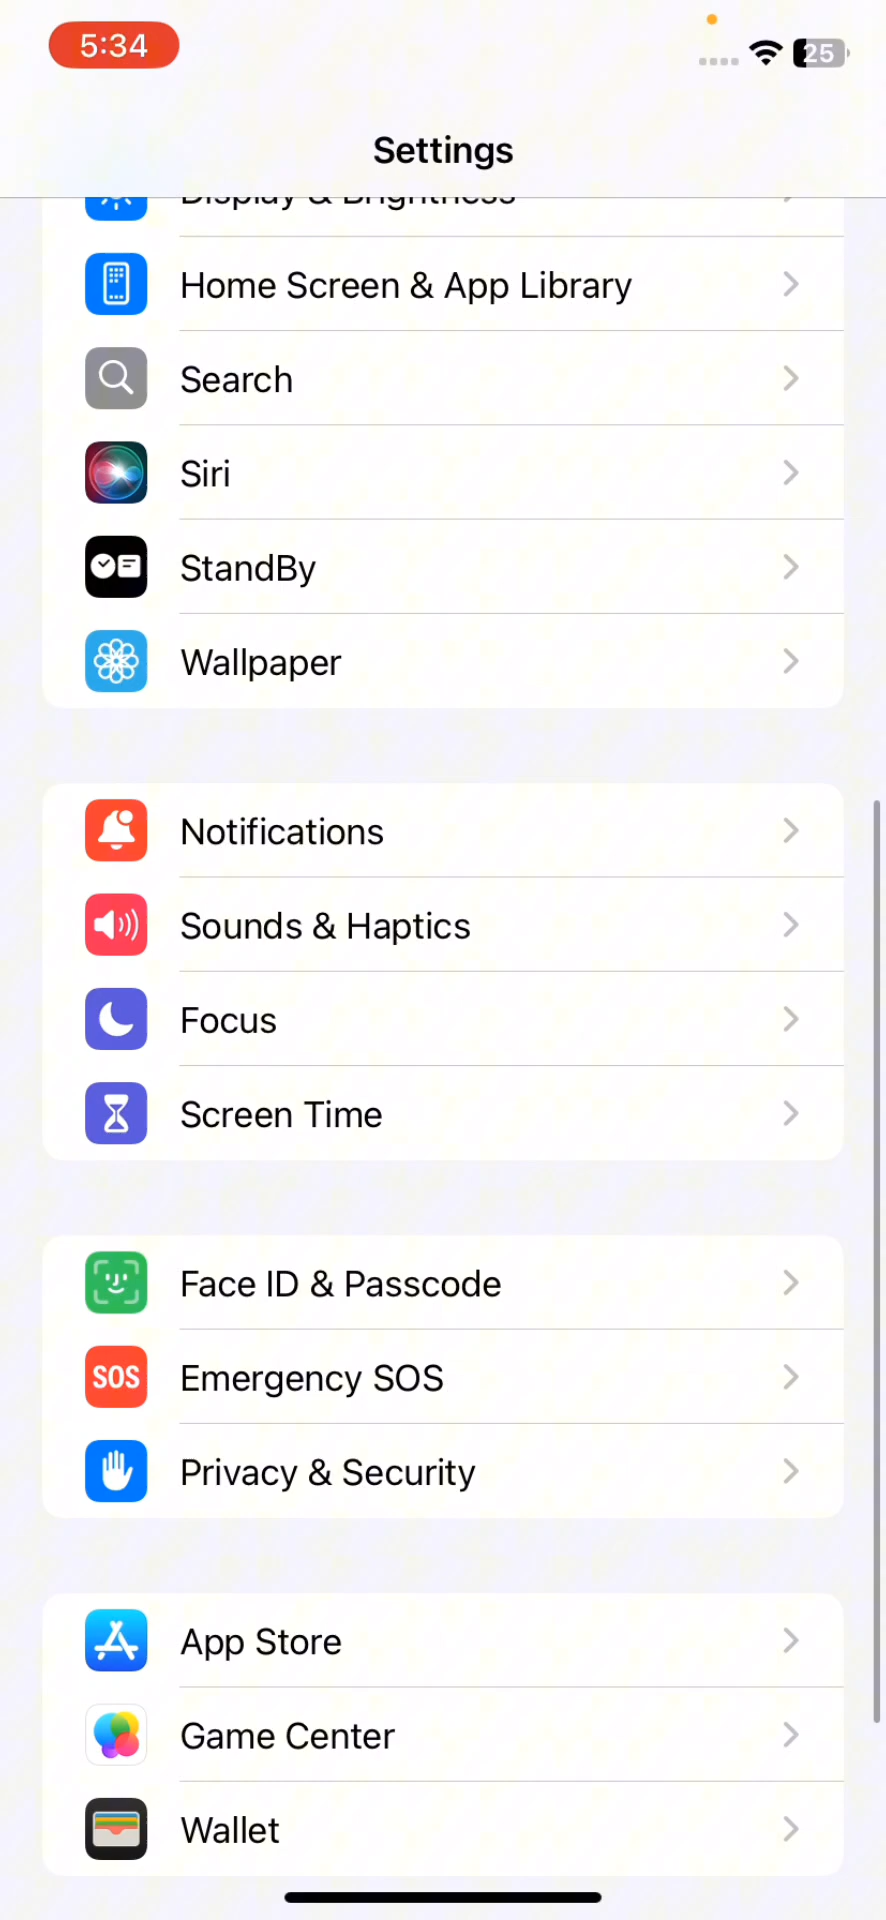 5:34
25
Settings
Display & Brightness
Home Screen & App Library
Search
Siri
StandBy
Wallpaper
Notifications
Sounds & Haptics
Focus
Screen Time
Face ID & Passcode
SOS
Emergency SOS
Privacy & Security
App Store
Game Center
Wallet